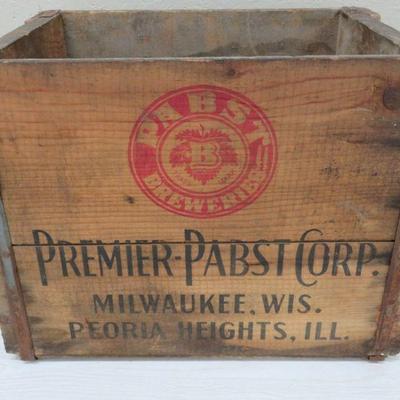 PABST
B
BREWERIES
PREMIER-PABST CORP.
MILWAUKEE, WIS.
PEORIA HEIGHTS, ILL.